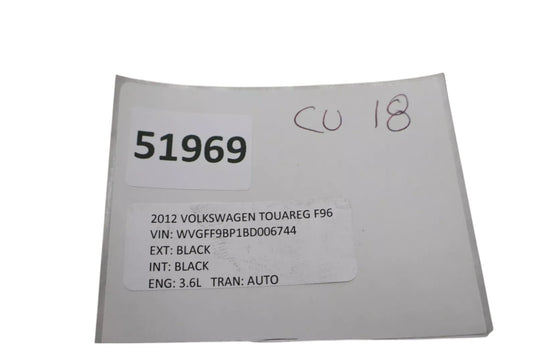 CU 18
51969
2012 VOLKSWAGEN TOUAREG F96
VIN: WVGFF9BP1BD006744
EXT: BLACK
INT: BLACK
ENG: 3.6L TRAN: AUTO